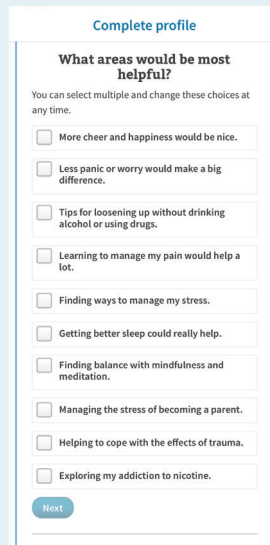 Complete profile
What areas would be most
helpful?
You can select multiple and change these choices at
any time.
More cheer and happiness would be nice.
Less panic or worry would make a big
difference.
Tips for loosening up without drinking
alcohol or using drugs.
Learning to manage my pain would help a
lot.
Finding ways to manage my stress.
Getting better sleep could really help.
Finding balance with mindfulness and
meditation.
Managing the stress of becoming a parent.
Helping to cope with the effects of trauma.
Exploring my addiction to nicotine.
Next